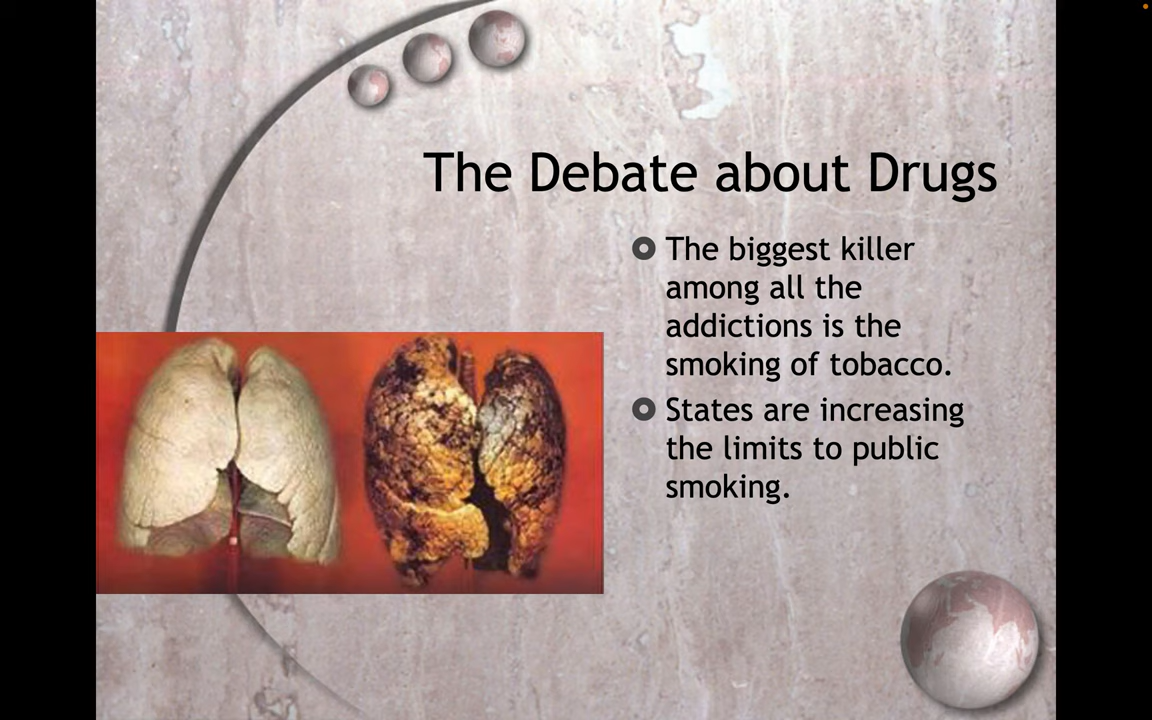 The Debate about Drugs
The biggest killer
among all the
addictions is the
smoking of tobacco.
States are increasing
the limits to public
smoking.